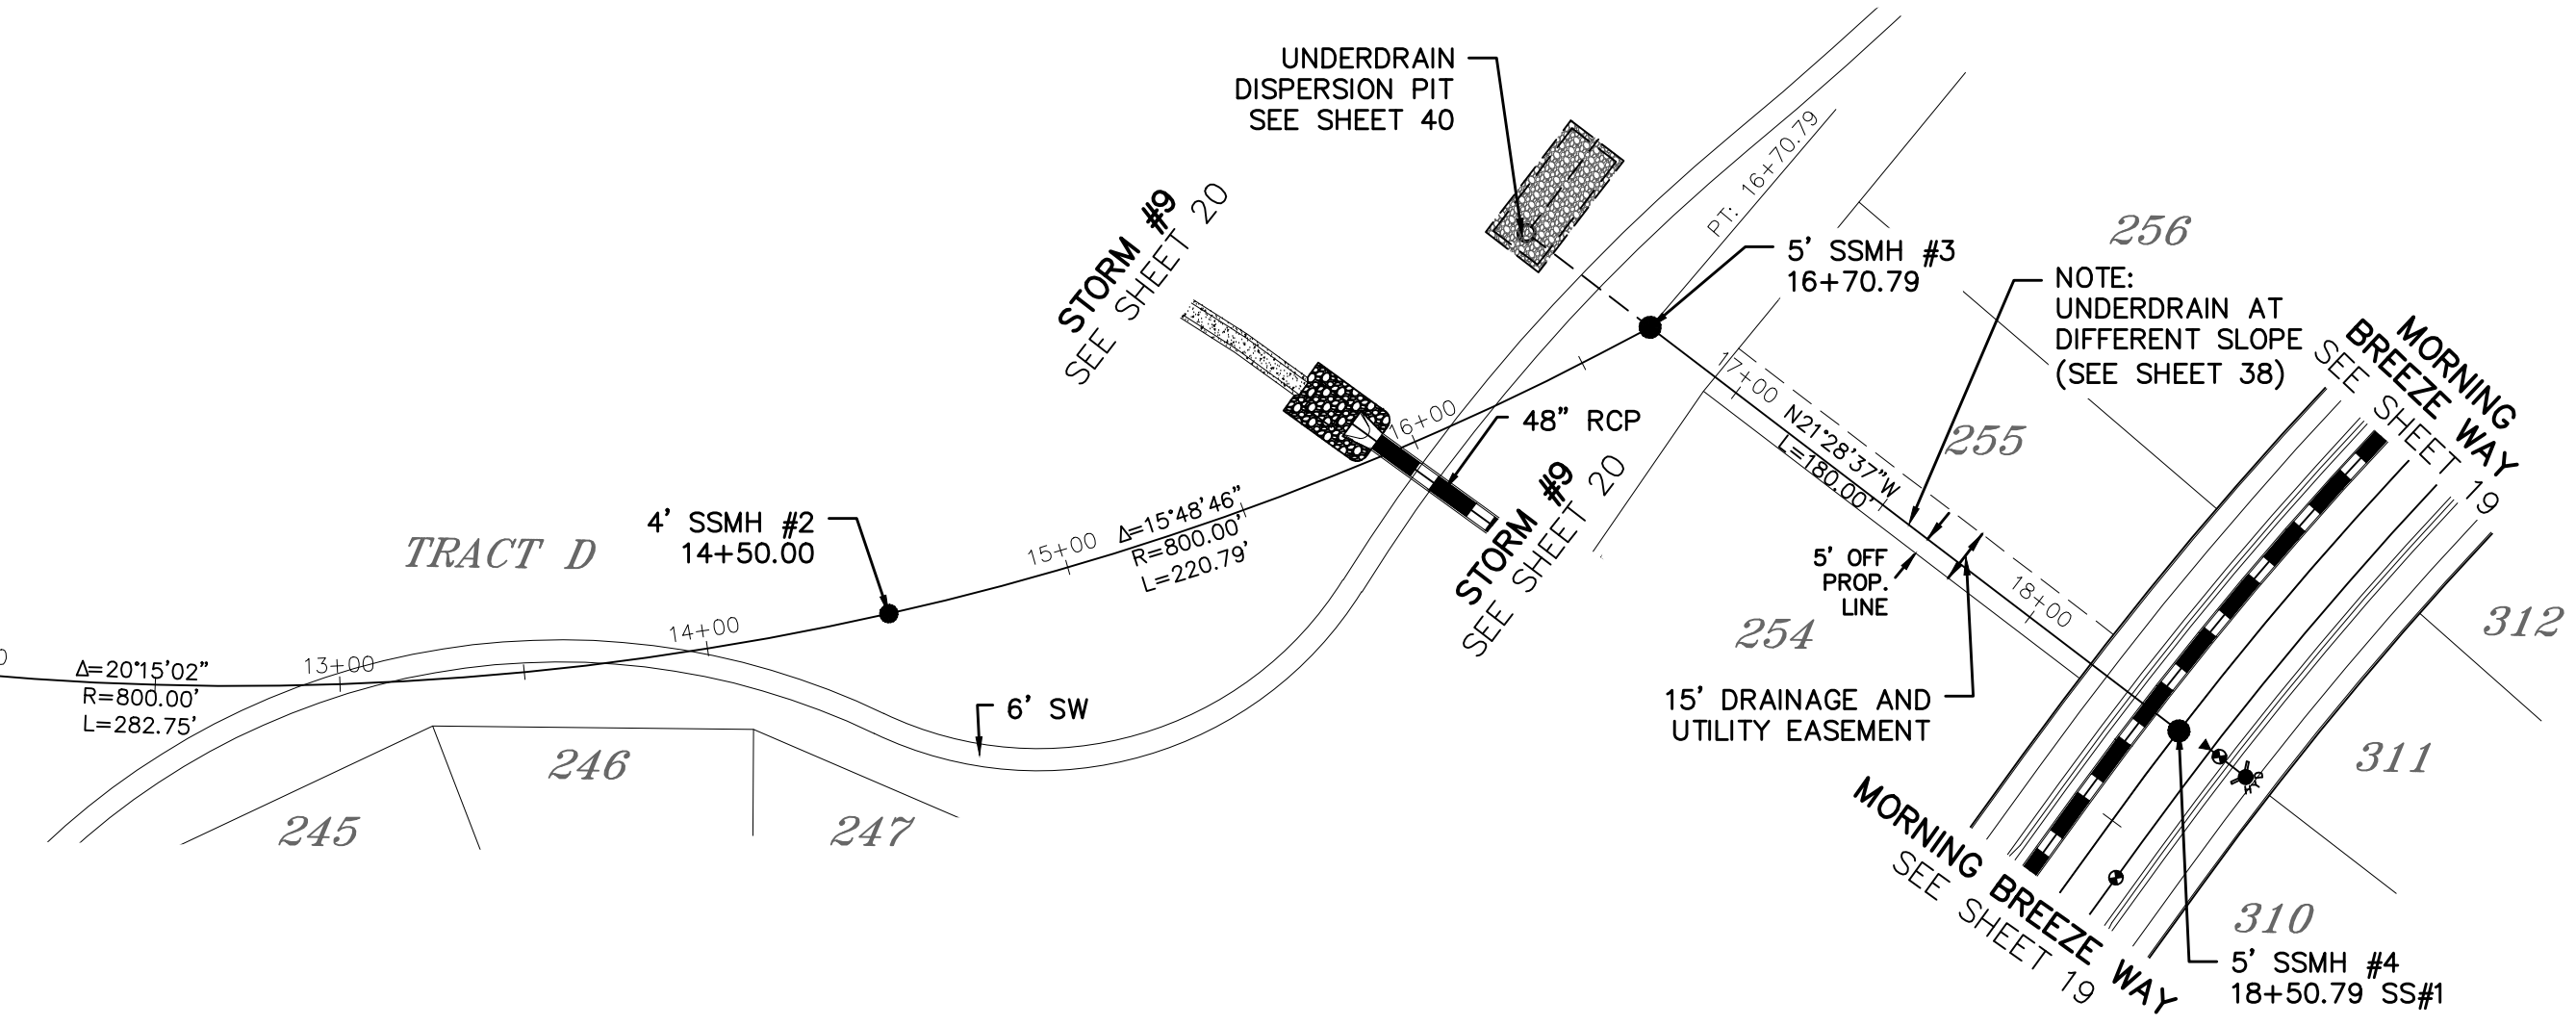 UNDERDRAIN
DISPERSION PIT
SEE SHEET 40
STORM #9
SEE SHEET 20
PT: 16+70.79
5' SSMH #3
16+70.79
256
NOTE:
UNDERDRAIN AT
DIFFERENT SLOPE
(SEE SHEET 38)
MORNING
BREEZE WAY
SEE SHEET 19
17+00
N21°28'37"W
L=180.00'
255
16+00
48" RCP
STORM #9
SEE SHEET 20
4' SSMH #2
14+50.00
TRACT D
15+00
Δ=15°48'46"
R=800.00'
L=220.79'
5' OFF
PROP.
LINE
18+00
254
312
14+00
13+00
0
Δ=20°15'02"
R=800.00'
L=282.75'
6' SW
15' DRAINAGE AND
UTILITY EASEMENT
246
245
247
311
HYD
MORNING BREEZE WAY
SEE SHEET 19
310
5' SSMH #4
18+50.79 SS#1